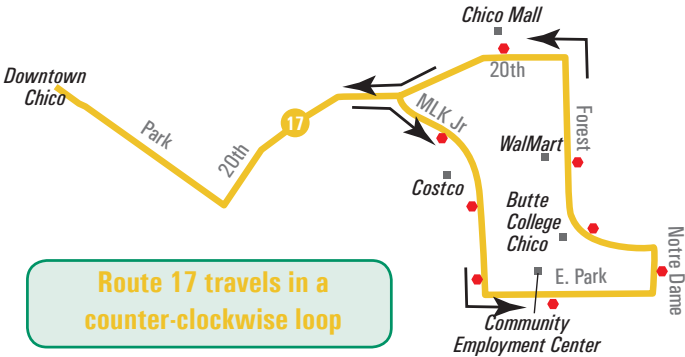 Chico Mall
20th
Downtown
Chico
Park
20th
17
MLK Jr
Forest
WalMart
Costco
Butte
College
Chico
Notre Dame
E. Park
Community
Employment Center
Route 17 travels in a
counter-clockwise loop